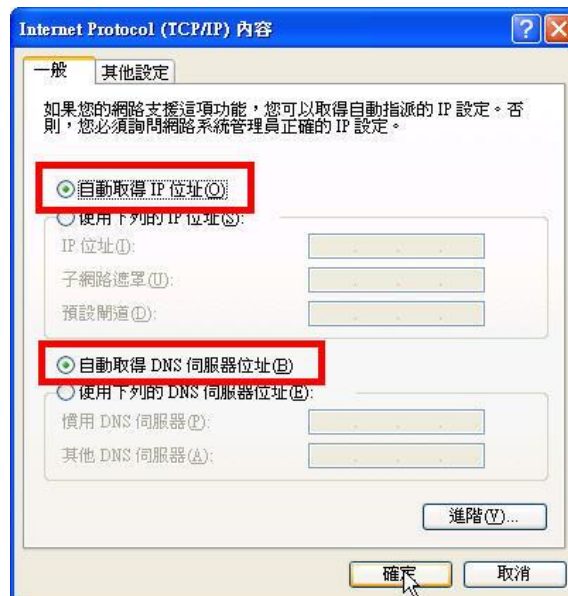 Internet Protocol (TCP/IP) 內容
一般 其他設定
如果您的網路支援這項功能，您可以取得自動指派的 IP 設定。否
則，您必須詢問網路系統管理員正確的 IP 設定。
自動取得 IP 位址(O)
使用下列的 IP 位址(S):
IP 位址(I):
子網路遮罩(U):
預設閘道(D):
自動取得 DNS 伺服器位址(B)
使用下列的 DNS 伺服器位址(E):
慣用 DNS 伺服器(P):
其他 DNS 伺服器(A):
進階(V)...
確定 取消